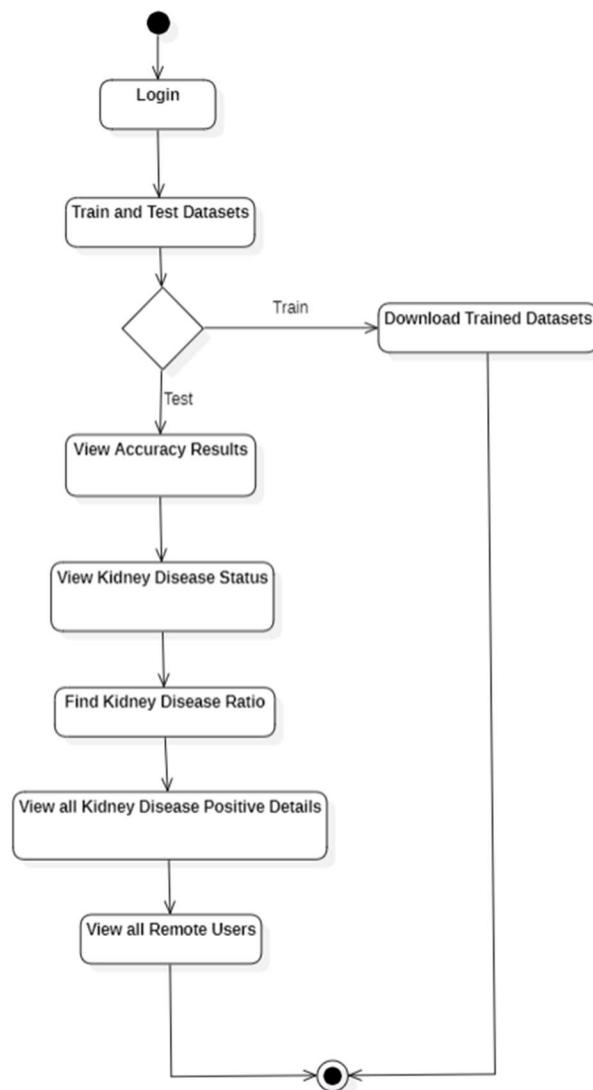 Login
Train and Test Datasets
Train
Download Trained Datasets
Test
View Accuracy Results
View Kidney Disease Status
Find Kidney Disease Ratio
View all Kidney Disease Positive Details
View all Remote Users